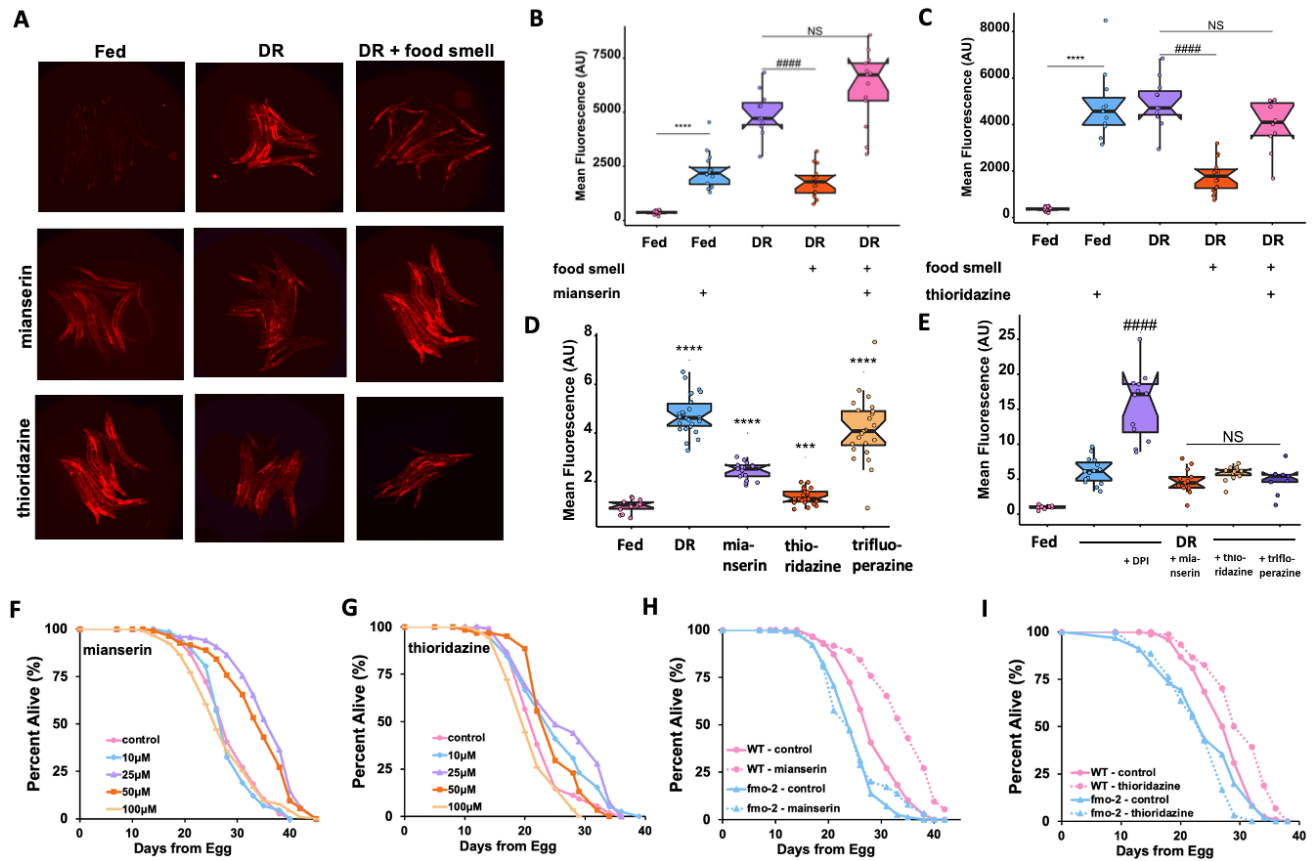 A
Fed DR DR + food smell
mianserin
thioridazine
B
Mean Fluorescence (AU)
7500
5000
2500
0
**** #### NS
Fed Fed DR DR DR
food smell + +
mianserin + +
C
Mean Fluorescence (AU)
8000
6000
4000
2000
0
**** #### NS
Fed Fed DR DR DR
food smell + +
thioridazine + +
D
Mean Fluorescence (AU)
8
6
4
2
**** **** *** ****
Fed DR mia- thio- trifluo-
nserin ridazine perazine
E
Mean Fluorescence (AU)
25
20
15
10
5
0
####
NS
Fed DR
+ DPI + mia- + thio- + triflo-
nserin ridazine perazine
F
Percent Alive (%)
100
75
50
25
0
mianserin
control
10µM
25µM
50µM
100µM
0 10 20 30 40
Days from Egg
G
Percent Alive (%)
100
75
50
25
0
thioridazine
control
10µM
25µM
50µM
100µM
0 10 20 30 40
Days from Egg
H
Percent Alive (%)
100
75
50
25
0
WT - control
WT - mianserin
fmo-2 - control
fmo-2 - mainserin
0 10 20 30 40
Days from Egg
I
Percent Alive (%)
100
75
50
25
0
WT - control
WT - thioridazine
fmo-2 - control
fmo-2 - thioridazine
0 10 20 30 40
Days from Egg